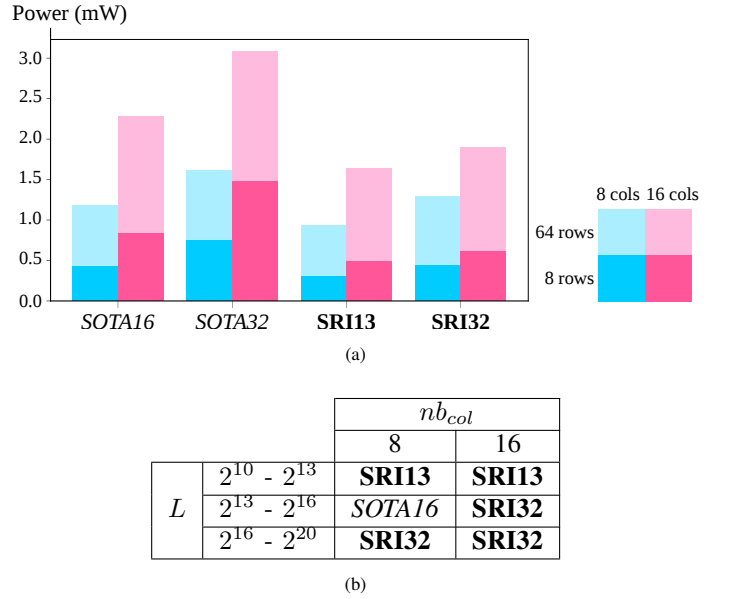 Power (mW)
3.0
2.5
2.0
1.5
1.0
0.5
0.0
SOTA16 SOTA32 SRI13 SRI32
8 cols 16 cols
64 rows
8 rows
(a)
nb_col
8 16
2^10 - 2^13 SRI13 SRI13
L 2^13 - 2^16 SOTA16 SRI32
2^16 - 2^20 SRI32 SRI32
(b)